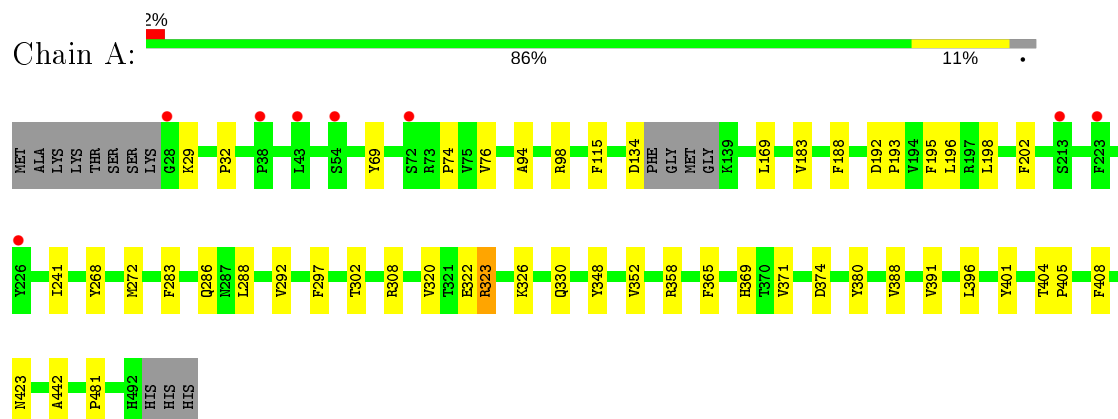 2%
Chain A:
86% 11% •
MET ALA LYS LYS THR SER SER LYS G28 K29 P32 P38 L43 S54 Y69 S72 R73 P74 V75 V76 A94 R98 F115 D134 PHE GLY MET GLY K139 L169 V183 F188 D192 P193 V194 F195 L196 R197 L198 F202 S213 F223
Y226 I241 Y268 M272 F283 Q286 N287 L288 V292 F297 T302 R308 V320 T321 E322 R323 K326 Q330 Y348 V352 R358 F365 H369 T370 V371 D374 Y380 V388 V391 L396 Y401 T404 P405 F408
N423 A442 P481 H492 HIS HIS HIS